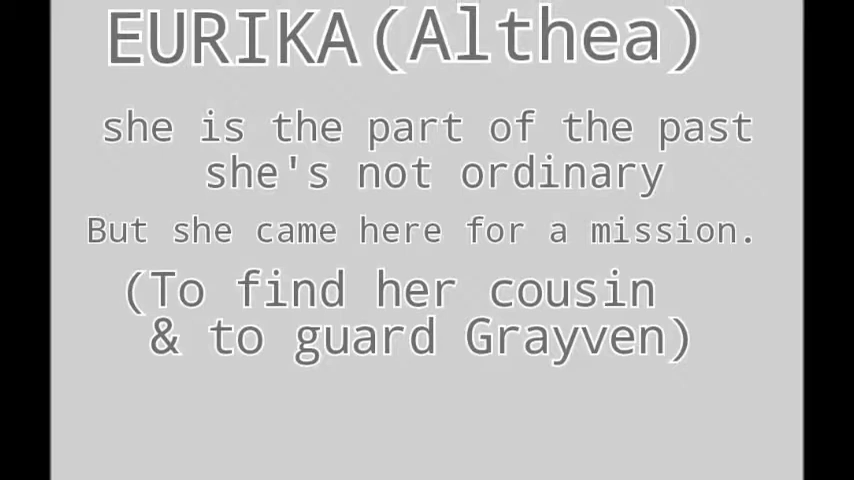 EURIKA(Althea)
she is the part of the past
she's not ordinary
But she came here for a mission.
(To find her cousin
& to guard Grayven)